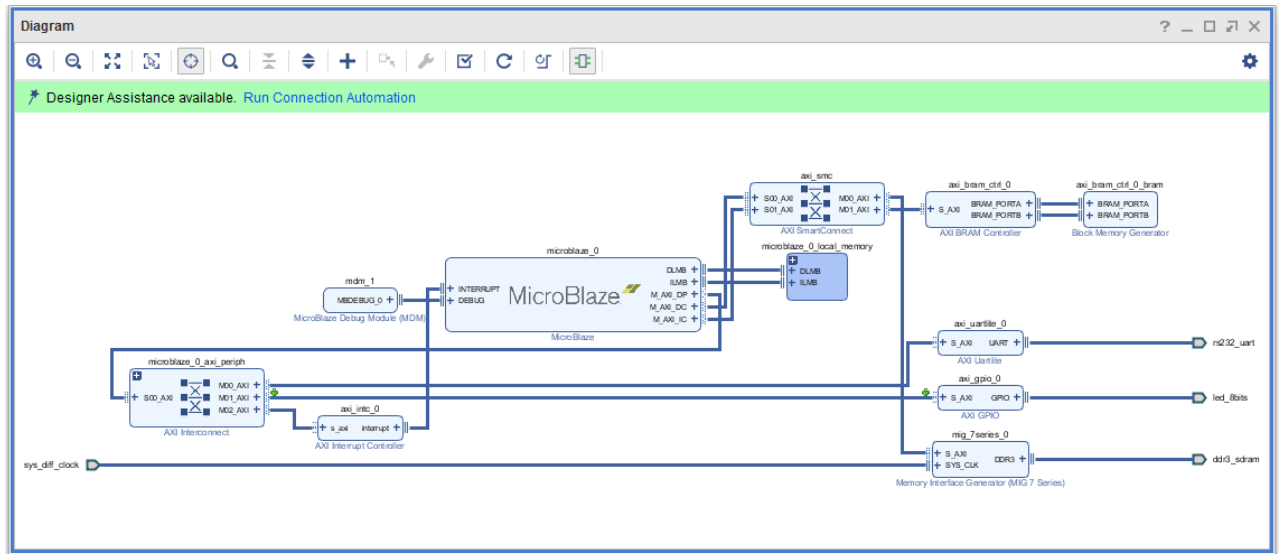 Diagram
Designer Assistance available. Run Connection Automation
axi_smc
S00_AXI M00_AXI
S01_AXI M01_AXI
AXI SmartConnect
axi_bram_ctrl_0
S_AXI BRAM_PORTA
BRAM_PORTB
AXI BRAM Controller
axi_bram_ctrl_0_bram
BRAM_PORTA
BRAM_PORTB
Block Memory Generator
microblaze_0_local_memory
DLMB
ILMB
microblaze_0
INTERRUPT
DEBUG
MicroBlaze
DLMB
ILMB
M_AXI_DP
M_AXI_DC
M_AXI_IC
MicroBlaze
mdm_1
MBDEBUG_0
MicroBlaze Debug Module (MDM)
axi_uartlite_0
S_AXI UART
AXI Uartlite
rs232_uart
microblaze_0_axi_periph
S00_AXI M00_AXI
M01_AXI
M02_AXI
AXI Interconnect
axi_gpio_0
S_AXI GPIO
AXI GPIO
led_8bits
axi_intc_0
s_axi interrupt
AXI Interrupt Controller
mig_7series_0
S_AXI DDR3
SYS_CLK
Memory Interface Generator (MIG 7 Series)
ddr3_sdram
sys_diff_clock